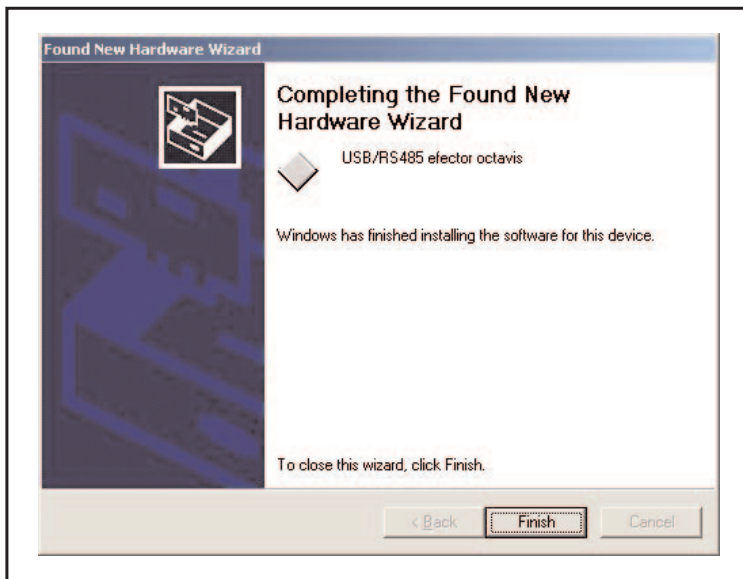 Found New Hardware Wizard
Completing the Found New
Hardware Wizard
USB/RS485 efector octavis
Windows has finished installing the software for this device.
To close this wizard, click Finish.
< Back
Finish
Cancel